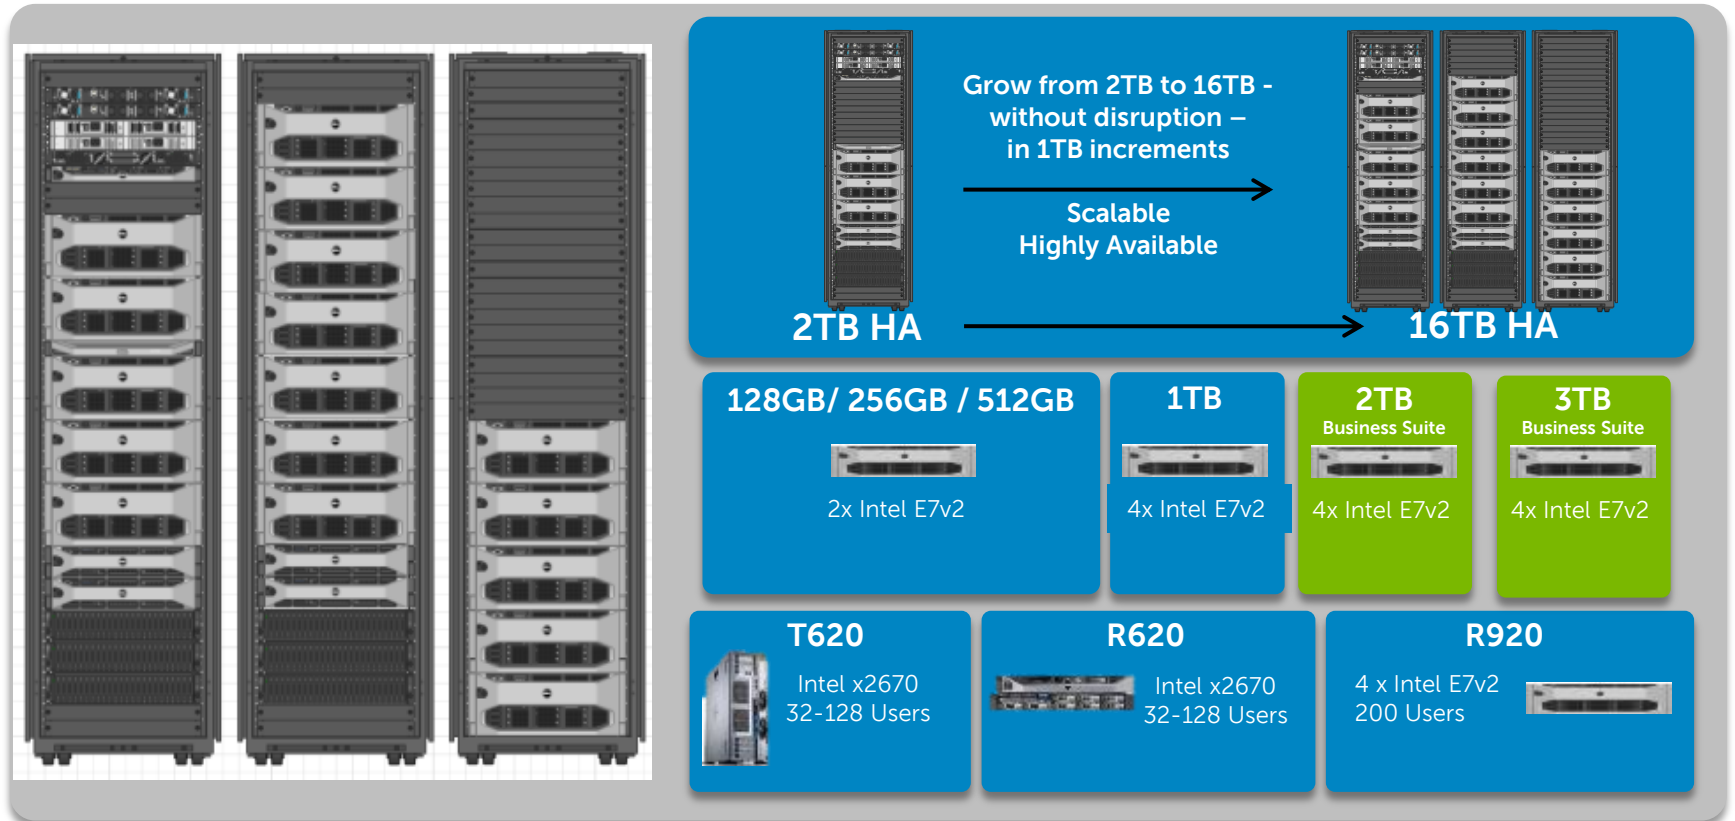 Grow from 2TB to 16TB -
without disruption –
in 1TB increments
Scalable
Highly Available
2TB HA
16TB HA
128GB/ 256GB / 512GB
2x Intel E7v2
1TB
4x Intel E7v2
2TB
Business Suite
4x Intel E7v2
3TB
Business Suite
4x Intel E7v2
T620
Intel x2670
32-128 Users
R620
Intel x2670
32-128 Users
R920
4 x Intel E7v2
200 Users